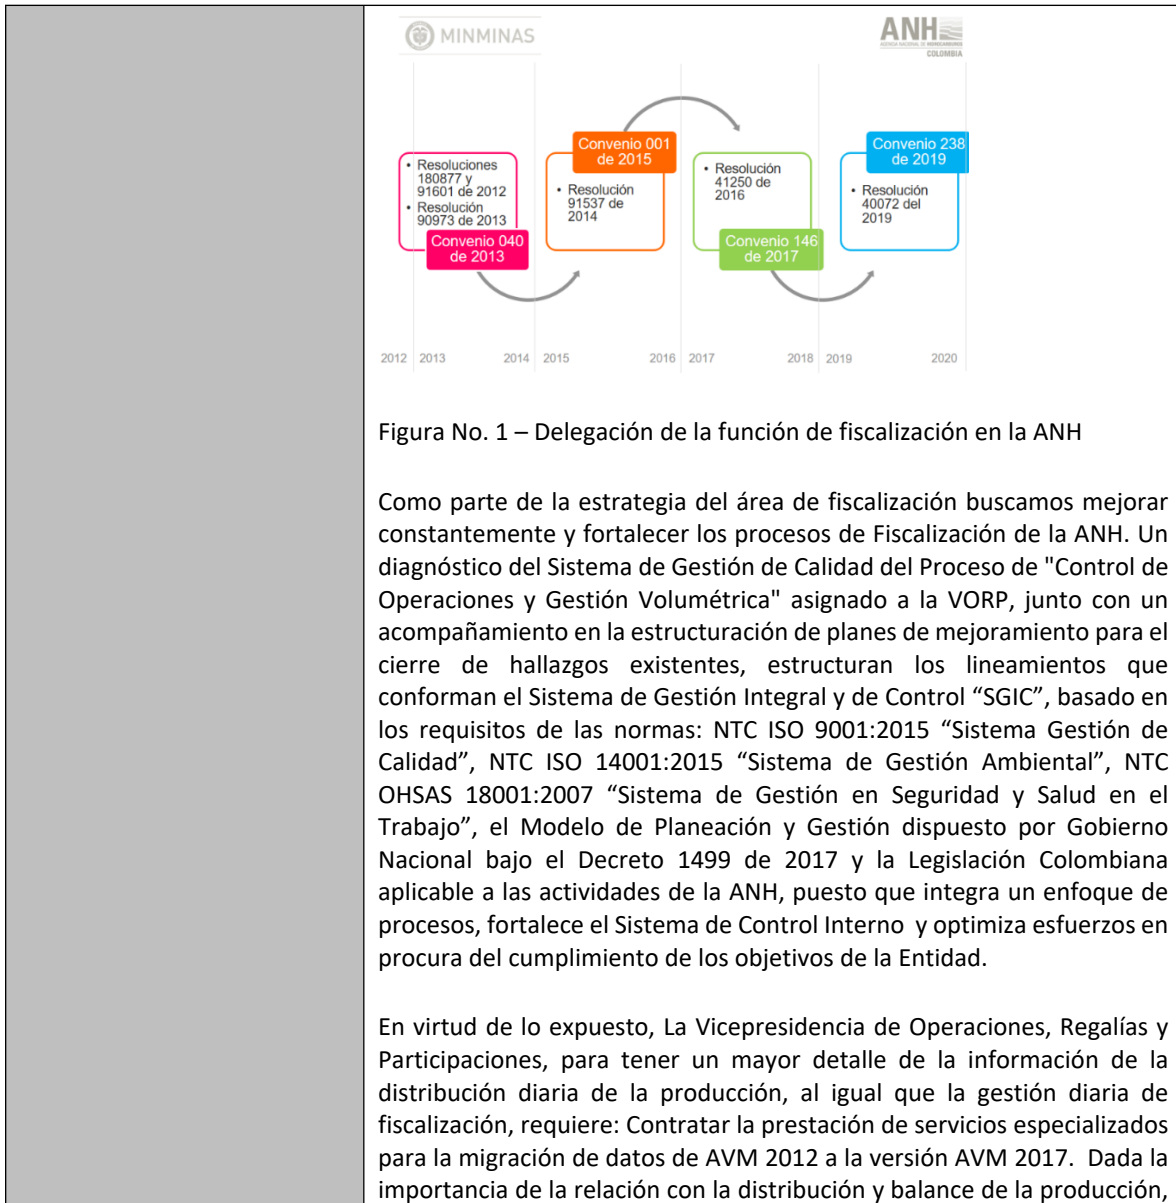 MINMINAS
ANH
AGENCIA NACIONAL DE HIDROCARBUROS
COLOMBIA
• Resoluciones
180877 y
91601 de 2012
• Resolución
90973 de 2013
Convenio 040
de 2013
Convenio 001
de 2015
• Resolución
91537 de
2014
• Resolución
41250 de
2016
Convenio 146
de 2017
Convenio 238
de 2019
• Resolución
40072 del
2019
2012 2013 2014 2015 2016 2017 2018 2019 2020
Figura No. 1 – Delegación de la función de fiscalización en la ANH
Como parte de la estrategia del área de fiscalización buscamos mejorar
constantemente y fortalecer los procesos de Fiscalización de la ANH. Un
diagnóstico del Sistema de Gestión de Calidad del Proceso de "Control de
Operaciones y Gestión Volumétrica" asignado a la VORP, junto con un
acompañamiento en la estructuración de planes de mejoramiento para el
cierre de hallazgos existentes, estructuran los lineamientos que
conforman el Sistema de Gestión Integral y de Control “SGIC”, basado en
los requisitos de las normas: NTC ISO 9001:2015 “Sistema Gestión de
Calidad”, NTC ISO 14001:2015 “Sistema de Gestión Ambiental”, NTC
OHSAS 18001:2007 “Sistema de Gestión en Seguridad y Salud en el
Trabajo”, el Modelo de Planeación y Gestión dispuesto por Gobierno
Nacional bajo el Decreto 1499 de 2017 y la Legislación Colombiana
aplicable a las actividades de la ANH, puesto que integra un enfoque de
procesos, fortalece el Sistema de Control Interno  y optimiza esfuerzos en
procura del cumplimiento de los objetivos de la Entidad.
En virtud de lo expuesto, La Vicepresidencia de Operaciones, Regalías y
Participaciones, para tener un mayor detalle de la información de la
distribución diaria de la producción, al igual que la gestión diaria de
fiscalización, requiere: Contratar la prestación de servicios especializados
para la migración de datos de AVM 2012 a la versión AVM 2017.  Dada la
importancia de la relación con la distribución y balance de la producción,